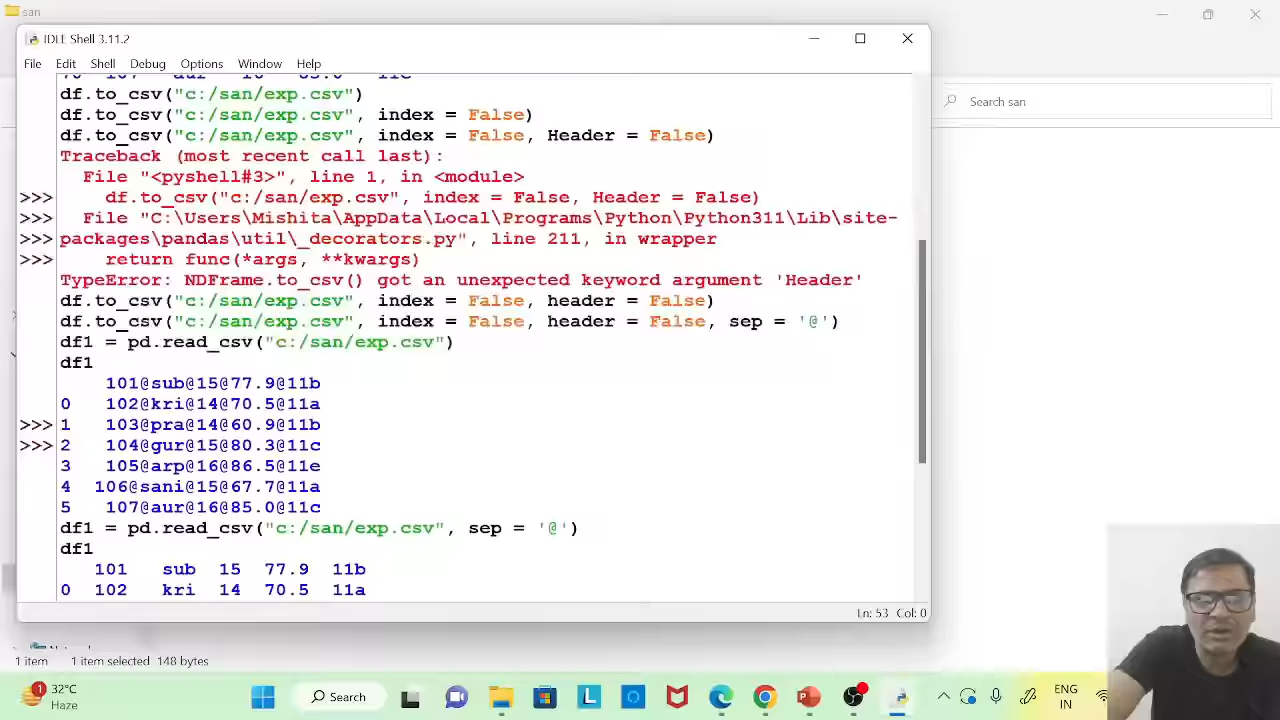 san
IDLE Shell 3.11.2
File Edit Shell Debug Options Window Help
Search san
df.to_csv("c:/san/exp.csv")
df.to_csv("c:/san/exp.csv", index = False)
df.to_csv("c:/san/exp.csv", index = False, Header = False)
Traceback (most recent call last):
File "<pyshell#3>", line 1, in <module>
>>> df.to_csv("c:/san/exp.csv", index = False, Header = False)
>>> File "C:\Users\Mishita\AppData\Local\Programs\Python\Python311\Lib\site-
>>> packages\pandas\util\_decorators.py", line 211, in wrapper
>>> return func(*args, **kwargs)
TypeError: NDFrame.to_csv() got an unexpected keyword argument 'Header'
df.to_csv("c:/san/exp.csv", index = False, header = False)
df.to_csv("c:/san/exp.csv", index = False, header = False, sep = '@')
df1 = pd.read_csv("c:/san/exp.csv")
df1
101@sub@15@77.9@11b
0 102@kri@14@70.5@11a
>>> 1 103@pra@14@60.9@11b
>>> 2 104@gur@15@80.3@11c
3 105@arp@16@86.5@11e
4 106@sani@15@67.7@11a
5 107@aur@16@85.0@11c
df1 = pd.read_csv("c:/san/exp.csv", sep = '@')
df1
101 sub 15 77.9 11b
0 102 kri 14 70.5 11a
Ln: 53 Col: 0
1 item 1 item selected 148 bytes
1
32°C
Haze
Search
ENG
IN